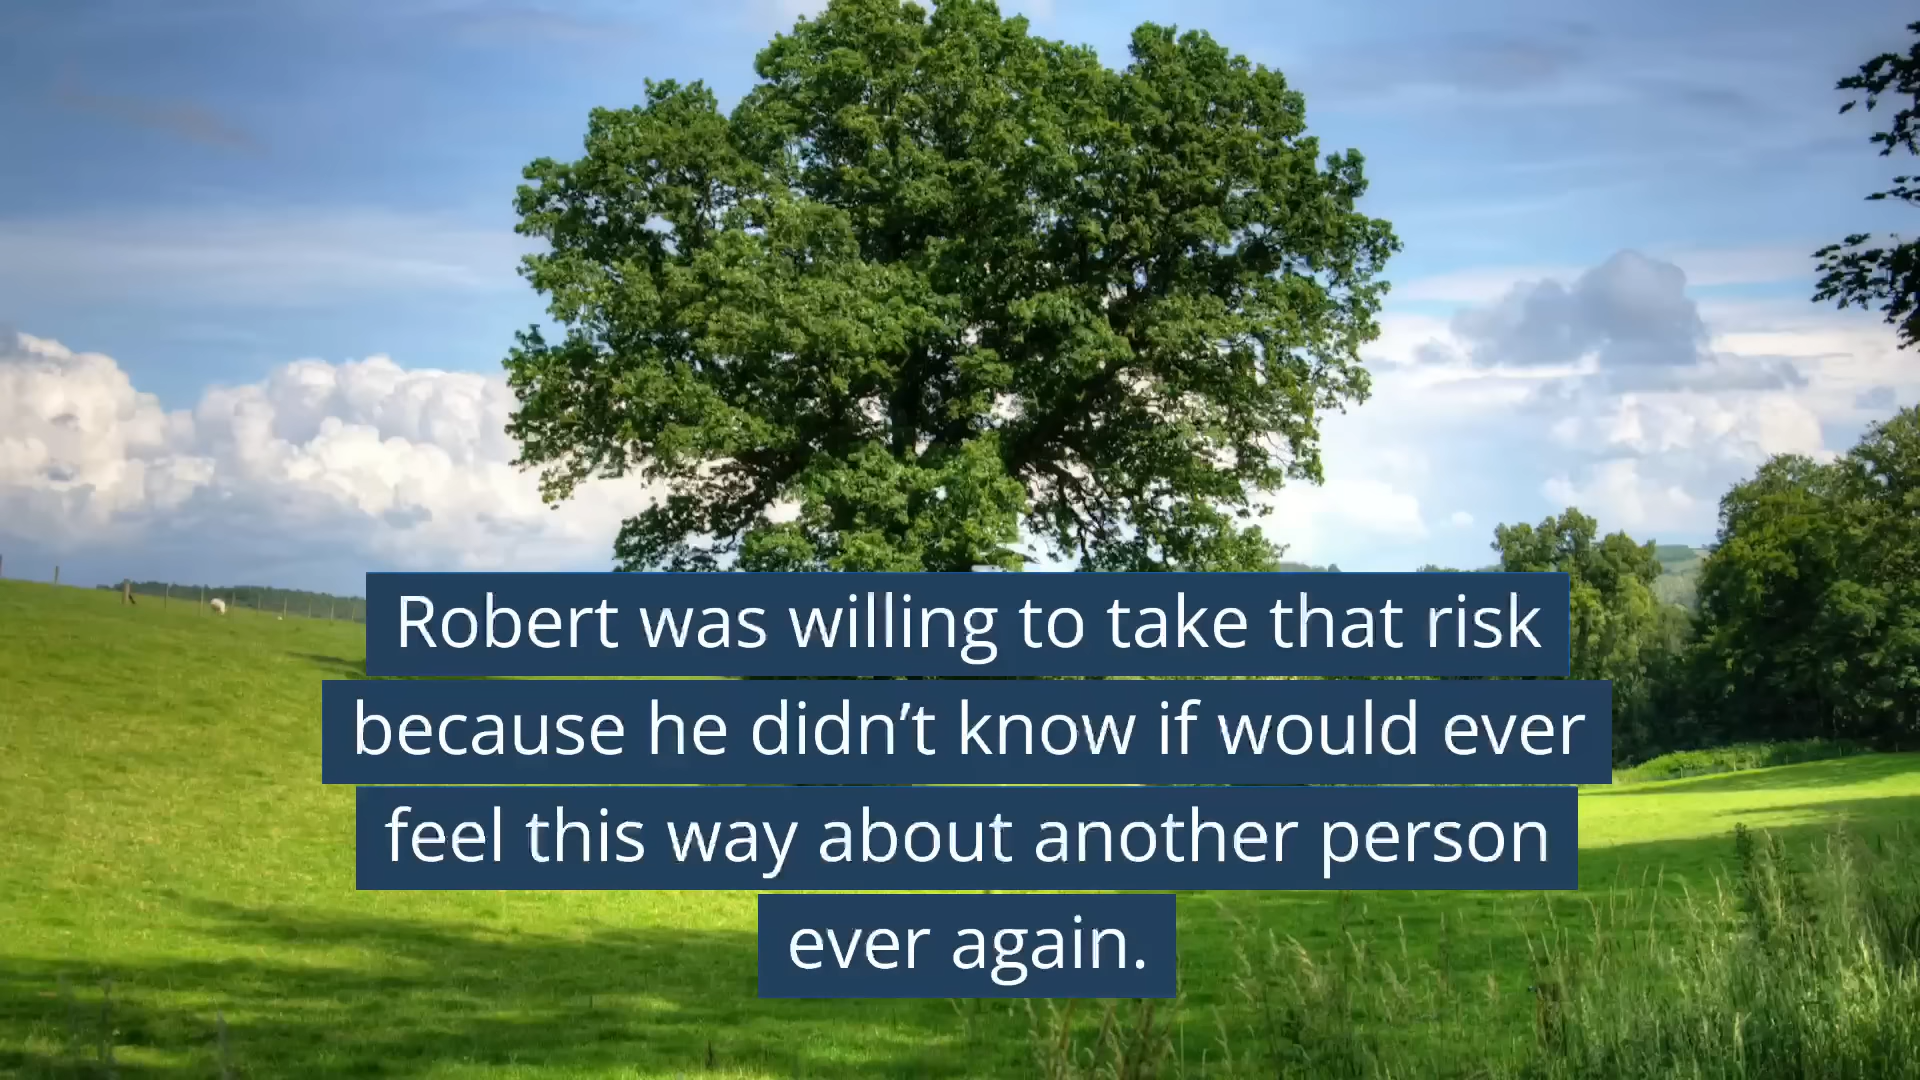 Robert was willing to take that risk
because he didn’t know if would ever
feel this way about another person
ever again.